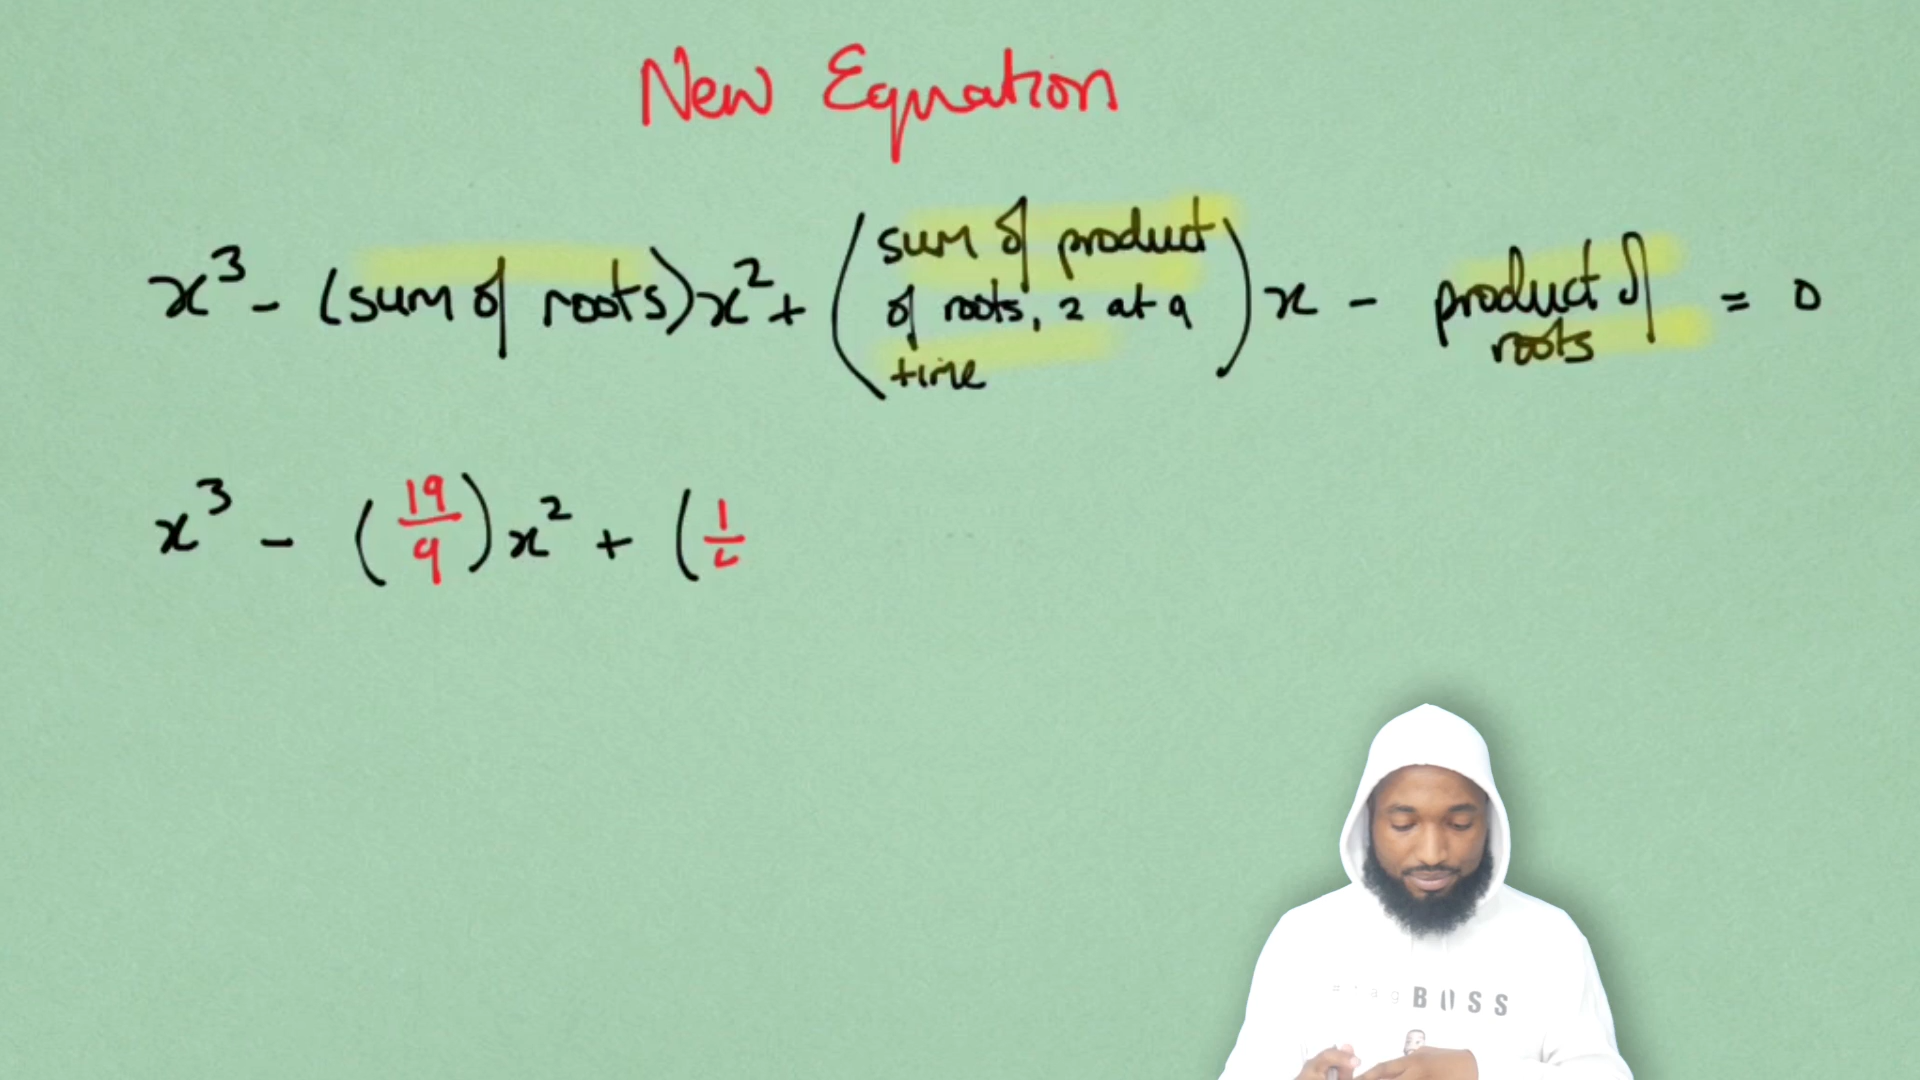 New Equation
x³ - (sum of roots)x² + (sum of product of roots, 2 at a time)x - product of roots = 0
x³ - (19/9)x² + (1/
BOSS